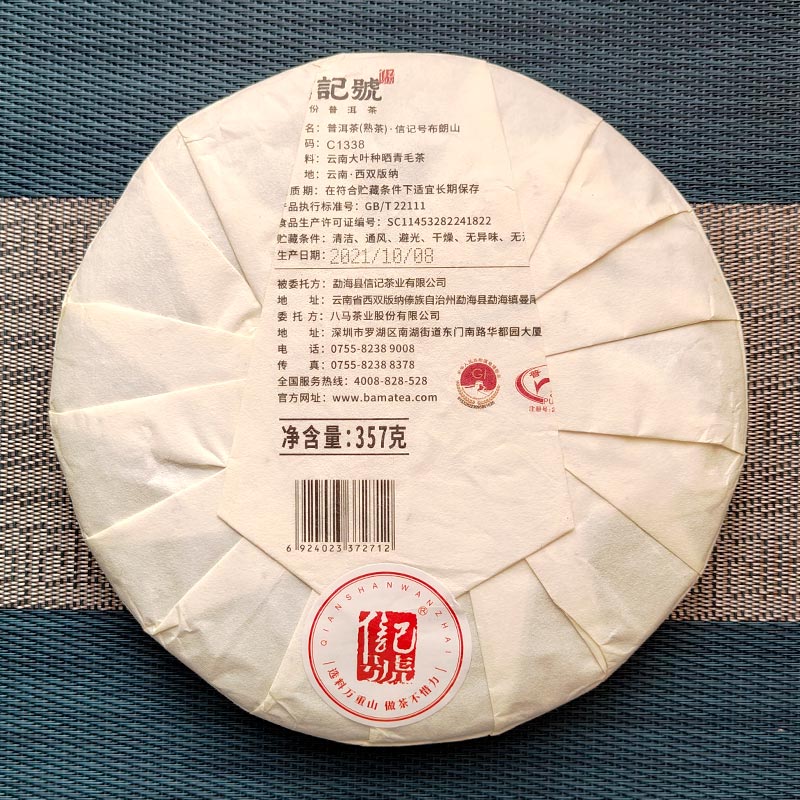 記號
份普洱茶
名：普洱茶(熟茶)·信记号布朗山
码：C1338
料：云南大叶种晒青毛茶
地：云南·西双版纳
质期：在符合贮藏条件下适宜长期保存
品执行标准号：GB/T 22111
食品生产许可证编号：SC11453282241822
贮藏条件：清洁、通风、避光、干燥、无异味、无
生产日期：2021/10/08
被委托方：勐海县信记茶业有限公司
地 址：云南省西双版纳傣族自治州勐海县勐海镇曼
委托方：八马茶业股份有限公司
地 址：深圳市罗湖区南湖街道东门南路华都园大厦
电 话：0755-8238 9008
传 真：0755-8238 8378
全国服务热线：4008-828-528
官方网址：www.bamatea.com
GI
普
PU
注册号:2
净含量:357克
6 924023 372712
QIANSHANWANZHAI
®
信記號
选料万重山 做茶不惜力